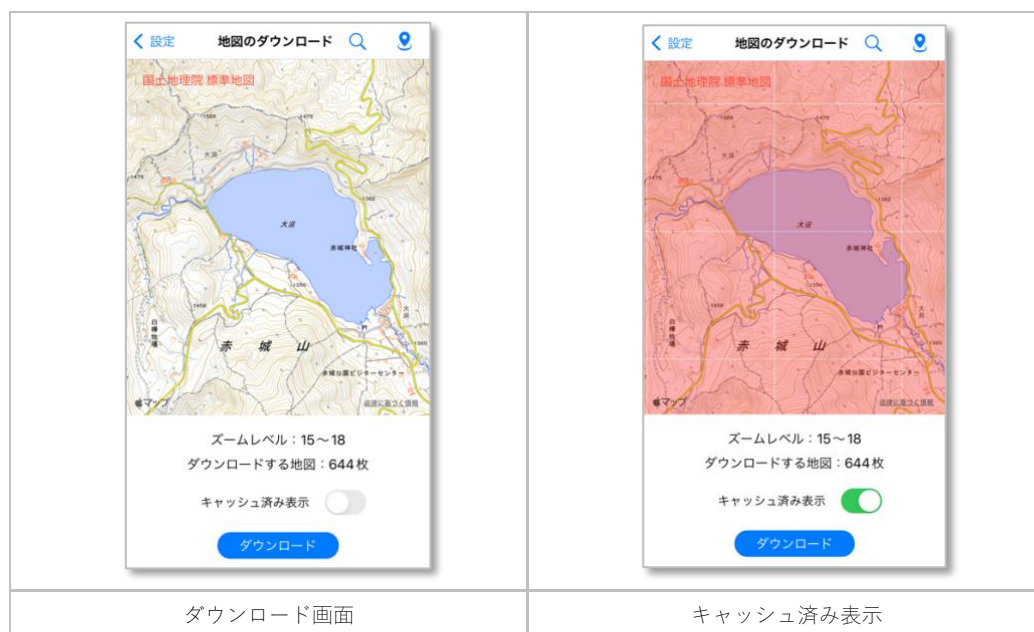 設定 地図のダウンロード
国土地理院 標準地図
1475
大沼
赤城神社
白樺牧場
赤城山
赤城公園ビジターセンター
マップ
法律に基づく情報
ズームレベル：15～18
ダウンロードする地図：644枚
キャッシュ済み表示
ダウンロード
ダウンロード画面
設定 地図のダウンロード
国土地理院 標準地図
1475
大沼
赤城神社
白樺牧場
赤城山
赤城公園ビジターセンター
マップ
法律に基づく情報
ズームレベル：15～18
ダウンロードする地図：644枚
キャッシュ済み表示
ダウンロード
キャッシュ済み表示